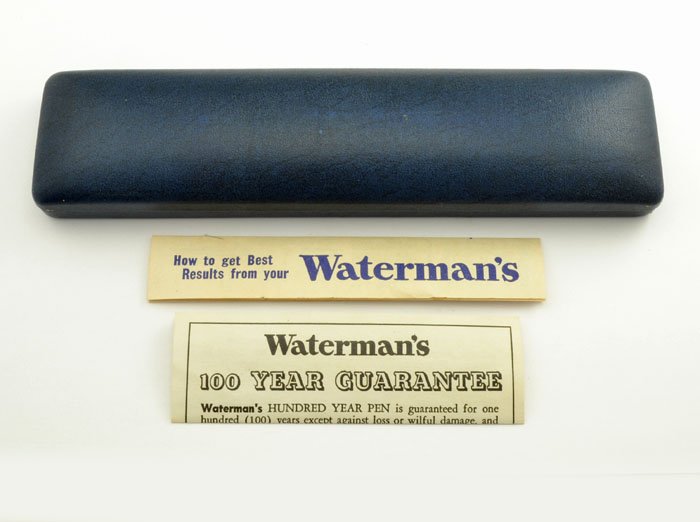 How to get Best
Results from your Waterman's
Waterman's
100 YEAR GUARANTEE
Waterman's HUNDRED YEAR PEN is guaranteed for one
hundred (100) years except against loss or wilful damage, and